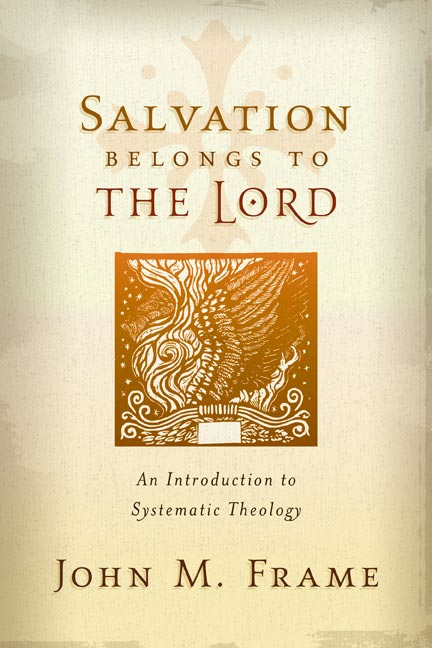 SALVATION
BELONGS TO
THE LORD
An Introduction to
Systematic Theology
JOHN M. FRAME